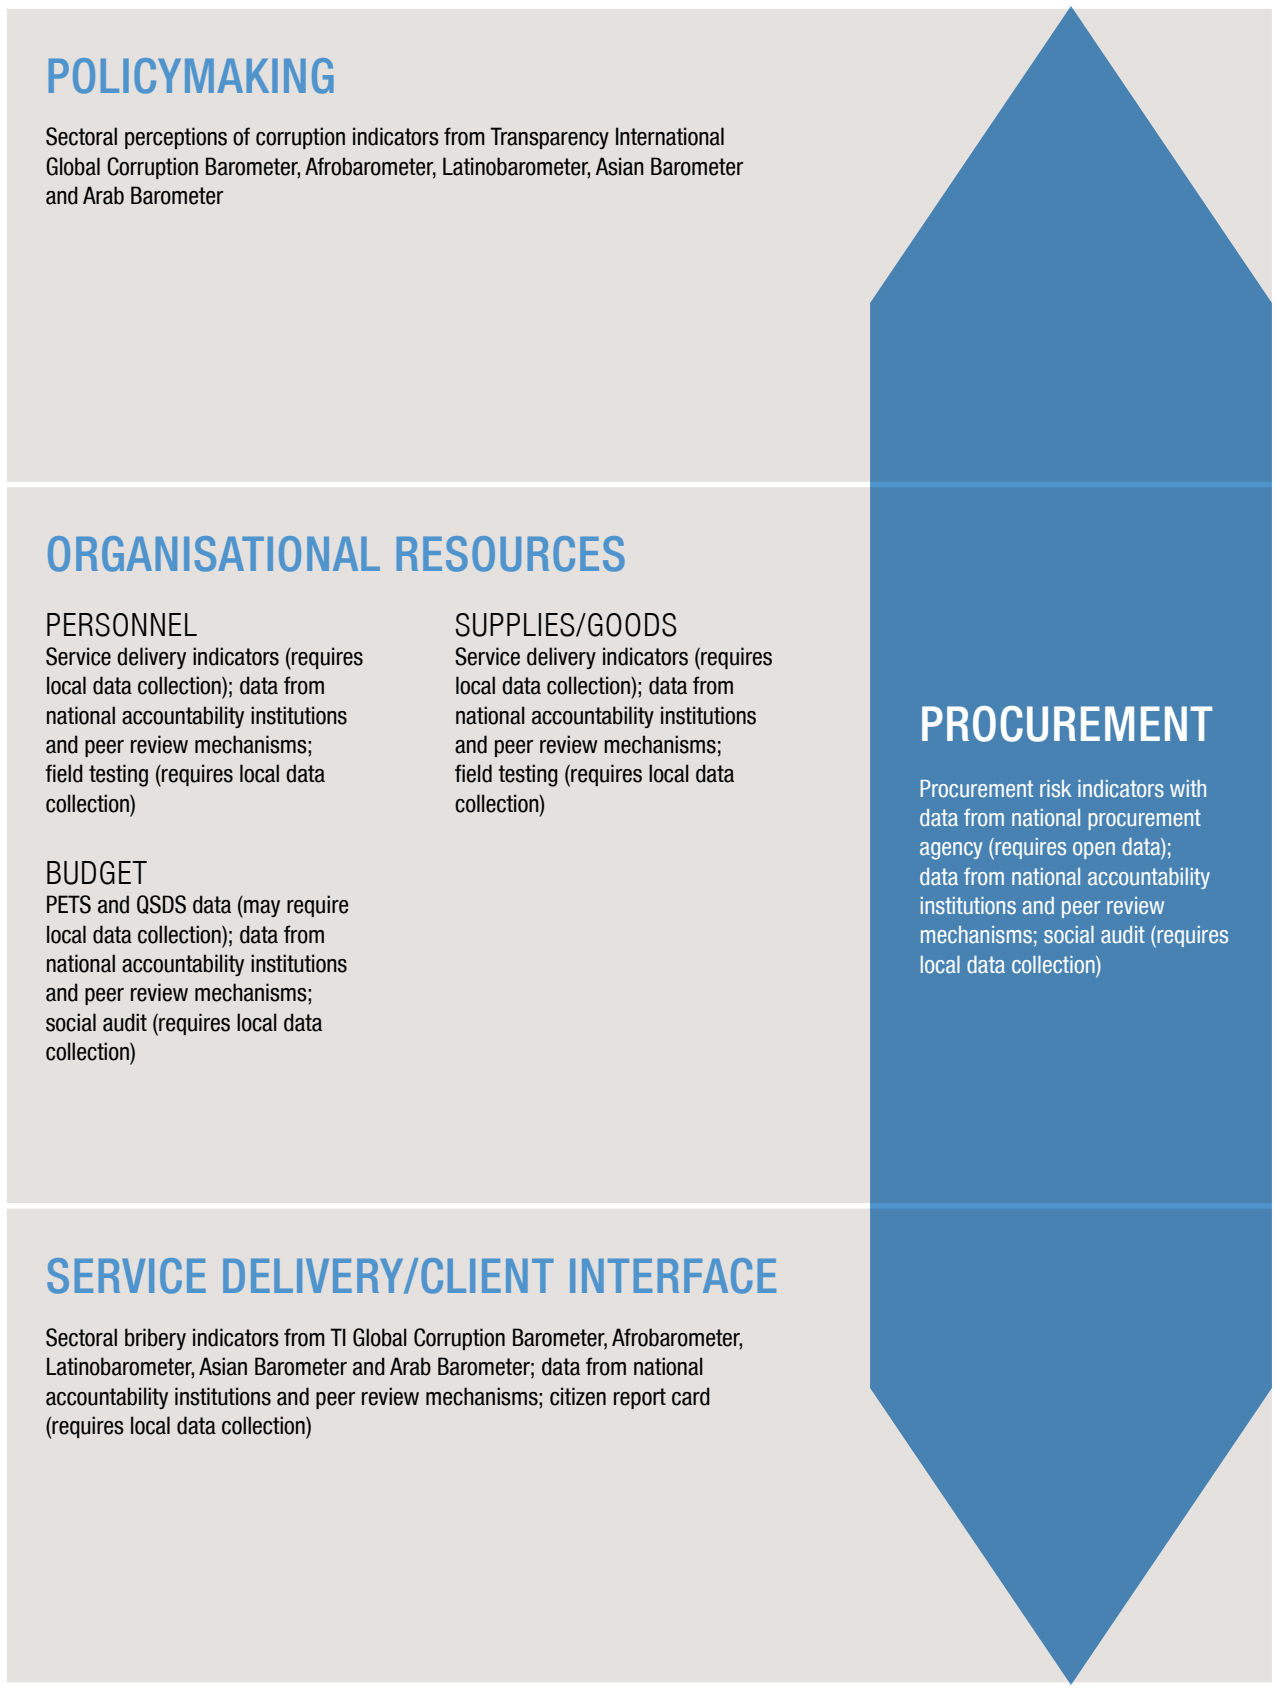 POLICYMAKING
Sectoral perceptions of corruption indicators from Transparency International
Global Corruption Barometer, Afrobarometer, Latinobarometer, Asian Barometer
and Arab Barometer
ORGANISATIONAL RESOURCES
PERSONNEL
Service delivery indicators (requires
local data collection); data from
national accountability institutions
and peer review mechanisms;
field testing (requires local data
collection)
SUPPLIES/GOODS
Service delivery indicators (requires
local data collection); data from
national accountability institutions
and peer review mechanisms;
field testing (requires local data
collection)
BUDGET
PETS and QSDS data (may require
local data collection); data from
national accountability institutions
and peer review mechanisms;
social audit (requires local data
collection)
PROCUREMENT
Procurement risk indicators with
data from national procurement
agency (requires open data);
data from national accountability
institutions and peer review
mechanisms; social audit (requires
local data collection)
SERVICE DELIVERY/CLIENT INTERFACE
Sectoral bribery indicators from TI Global Corruption Barometer, Afrobarometer,
Latinobarometer, Asian Barometer and Arab Barometer; data from national
accountability institutions and peer review mechanisms; citizen report card
(requires local data collection)